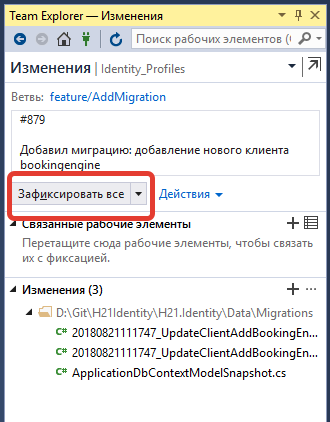 Team Explorer — Изменения
Поиск рабочих элементов (C
Изменения | Identity_Profiles
Ветвь: feature/AddMigration
#879
Добавил миграцию: добавление нового клиента
bookingengine
Зафиксировать все
Действия
Связанные рабочие элементы
Перетащите сюда рабочие элементы, чтобы связать
их с фиксацией.
Изменения (3)
D:\Git\H21Identity\H21.Identity\Data\Migrations
C# 20180821111747_UpdateClientAddBookingEn...
C# 20180821111747_UpdateClientAddBookingEn...
C# ApplicationDbContextModelSnapshot.cs